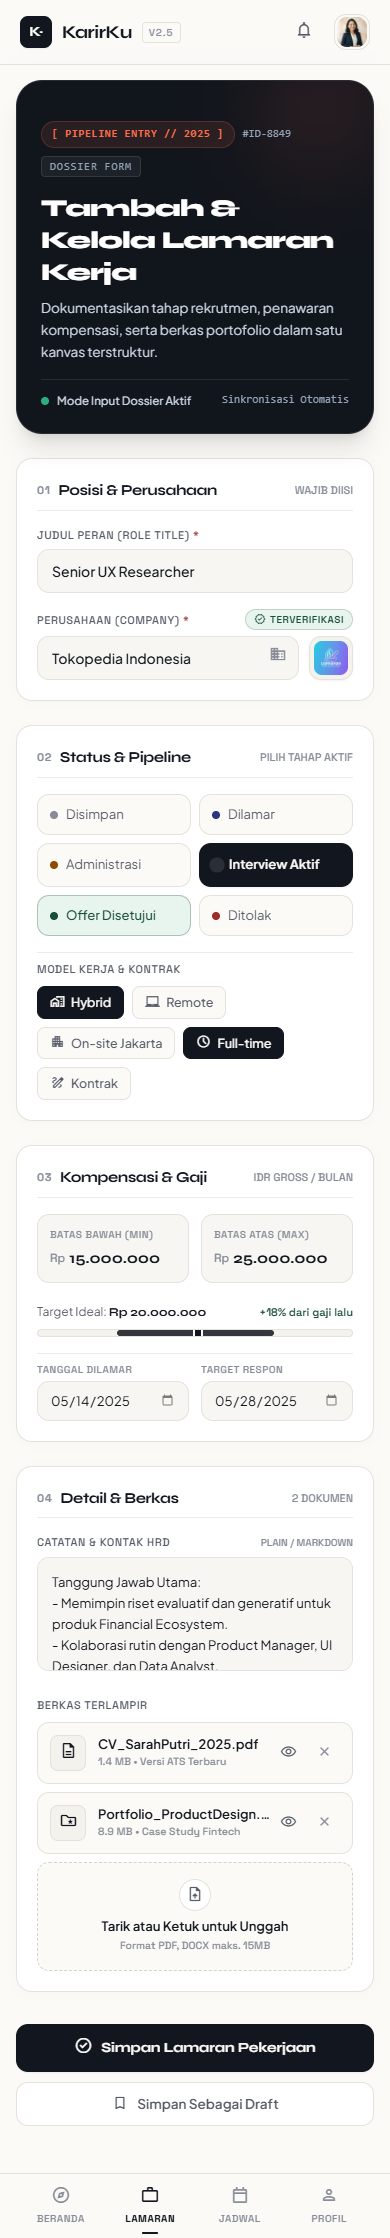 K•
KarirKu
V2.5
[ PIPELINE ENTRY // 2025 ]
#ID-8849
DOSSIER FORM
Tambah &
Kelola Lamaran
Kerja
Dokumentasikan tahap rekrutmen, penawaran
kompensasi, serta berkas portofolio dalam satu
kanvas terstruktur.
Mode Input Dossier Aktif
Sinkronisasi Otomatis
01 Posisi & Perusahaan
WAJIB DIISI
JUDUL PERAN (ROLE TITLE) *
Senior UX Researcher
PERUSAHAAN (COMPANY) *
TERVERIFIKASI
Tokopedia Indonesia
02 Status & Pipeline
PILIH TAHAP AKTIF
Disimpan
Dilamar
Administrasi
Interview Aktif
Offer Disetujui
Ditolak
MODEL KERJA & KONTRAK
Hybrid
Remote
On-site Jakarta
Full-time
Kontrak
03 Kompensasi & Gaji
IDR GROSS / BULAN
BATAS BAWAH (MIN)
Rp 15.000.000
BATAS ATAS (MAX)
Rp 25.000.000
Target Ideal: Rp 20.000.000
+18% dari gaji lalu
TANGGAL DILAMAR
05/14/2025
TARGET RESPON
05/28/2025
04 Detail & Berkas
2 DOKUMEN
CATATAN & KONTAK HRD
PLAIN / MARKDOWN
Tanggung Jawab Utama:
- Memimpin riset evaluatif dan generatif untuk
produk Financial Ecosystem.
- Kolaborasi rutin dengan Product Manager, UI
Designer, dan Data Analyst.
BERKAS TERLAMPIR
CV_SarahPutri_2025.pdf
1.4 MB • Versi ATS Terbaru
Portfolio_ProductDesign....
8.9 MB • Case Study Fintech
Tarik atau Ketuk untuk Unggah
Format PDF, DOCX maks. 15MB
Simpan Lamaran Pekerjaan
Simpan Sebagai Draft
BERANDA
LAMARAN
JADWAL
PROFIL